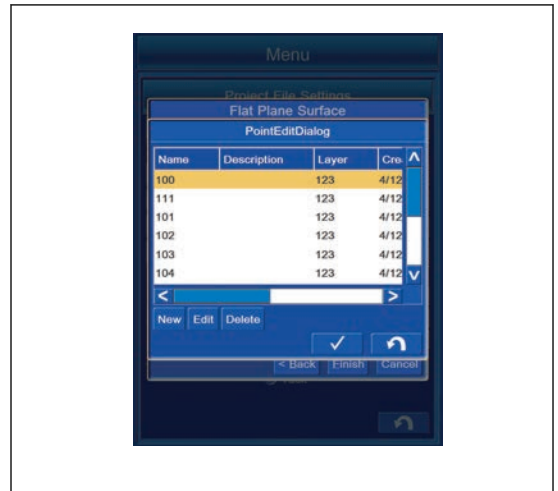 Menu
Project File Settings
Flat Plane Surface
PointEditDialog
Name Description Layer Cre
100 123 4/12
111 123 4/12
101 123 4/12
102 123 4/12
103 123 4/12
104 123 4/12
New Edit Delete
< Back Finish Cancel